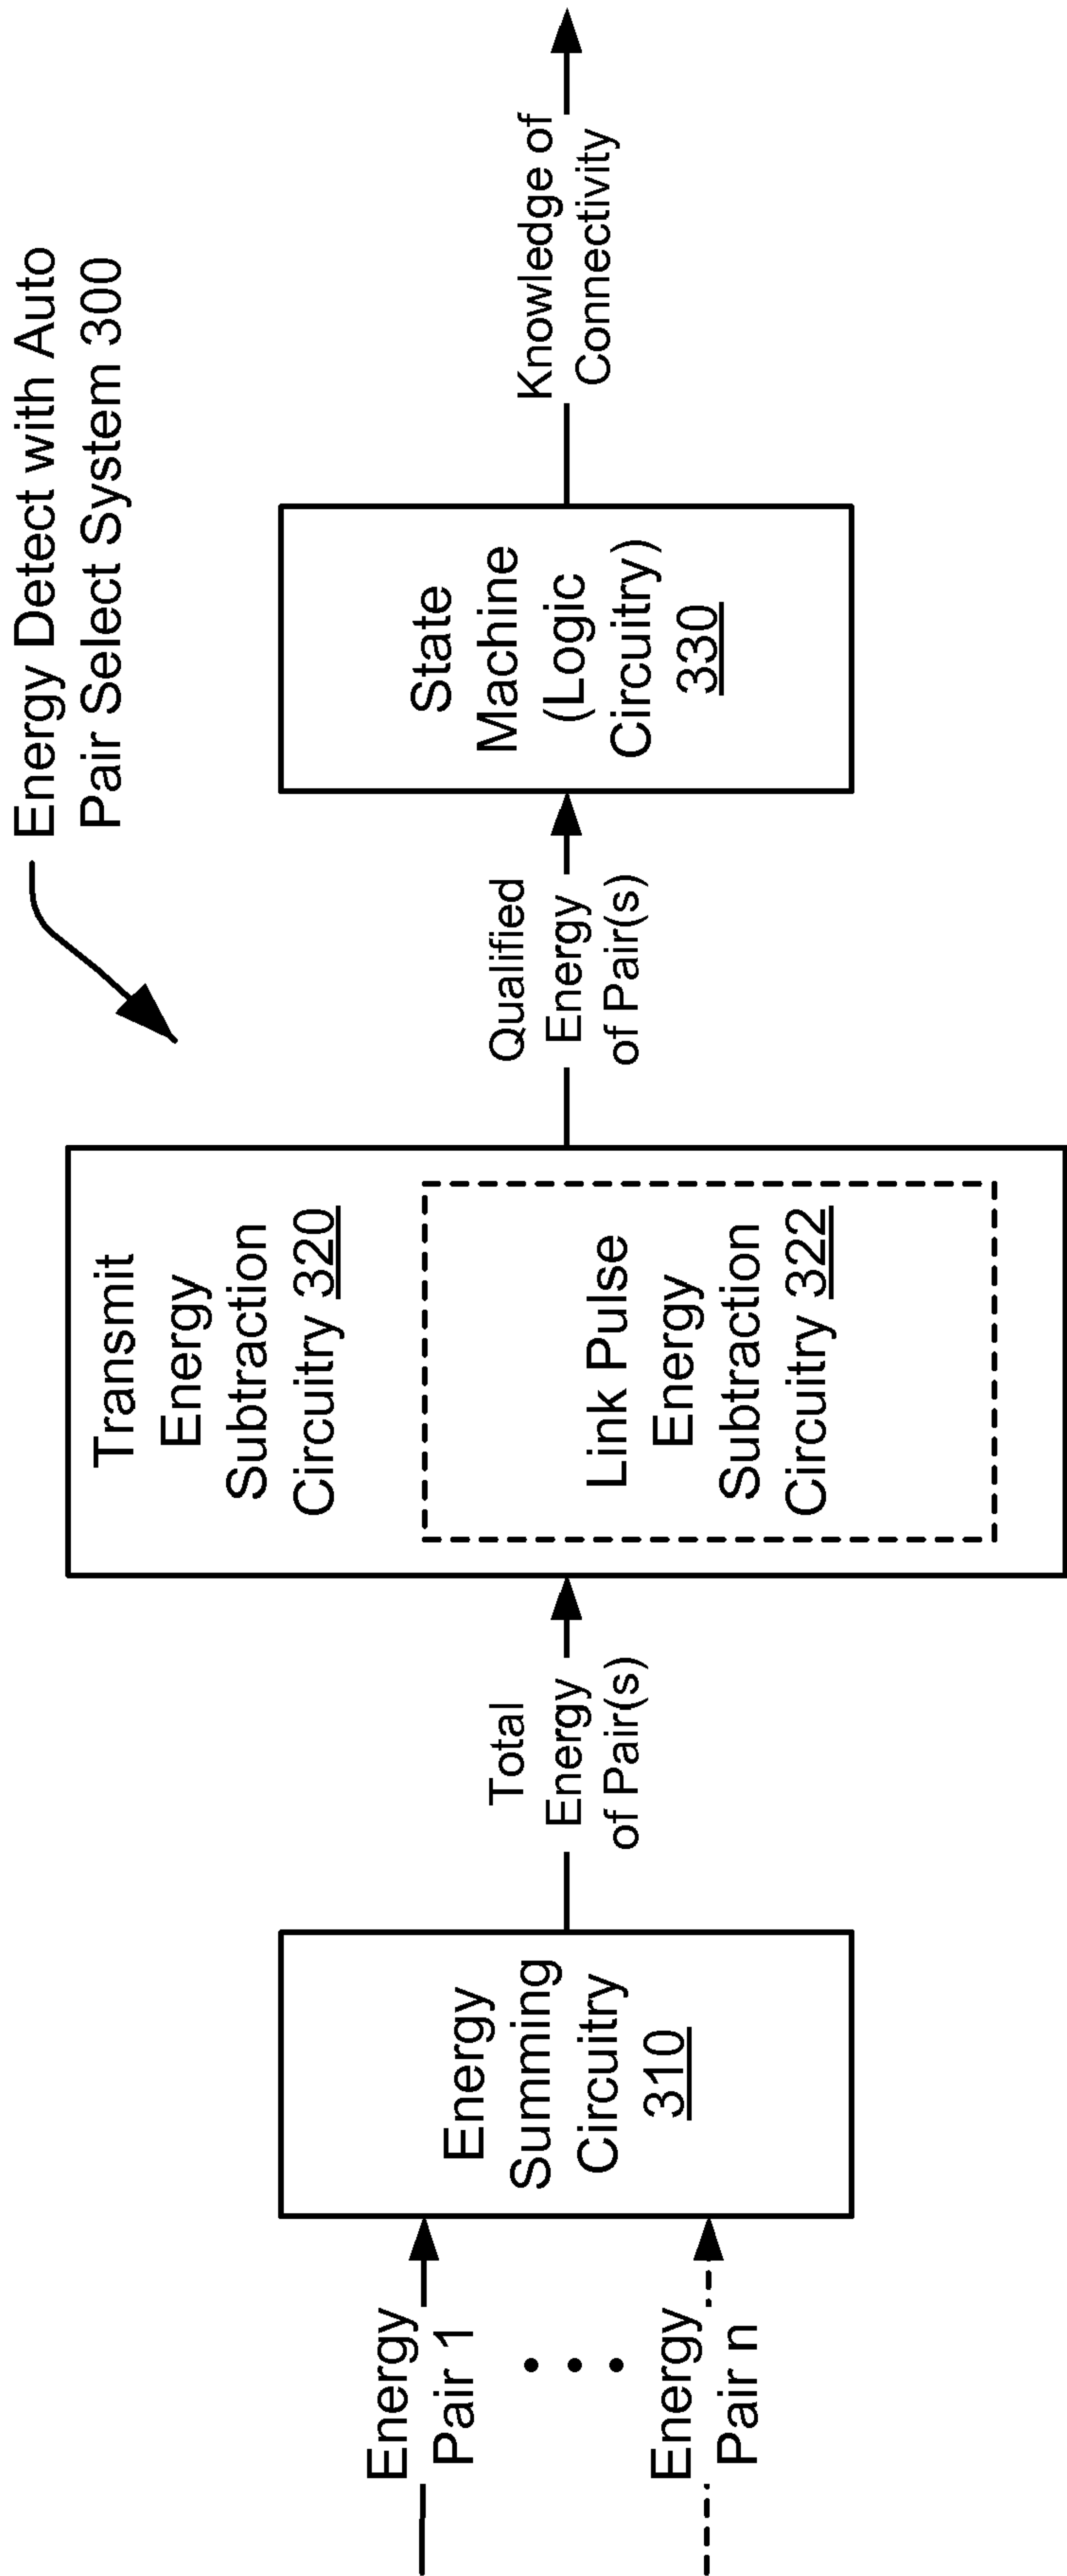 Energy Detect with Auto
Pair Select System 300
Energy
Pair 1
Energy
Pair n
Energy
Summing
Circuitry
310
Total
Energy
of Pair(s)
Transmit
Energy
Subtraction
Circuitry 320
Link Pulse
Energy
Subtraction
Circuitry 322
Qualified
Energy
of Pair(s)
State
Machine
(Logic
Circuitry)
330
Knowledge of
Connectivity